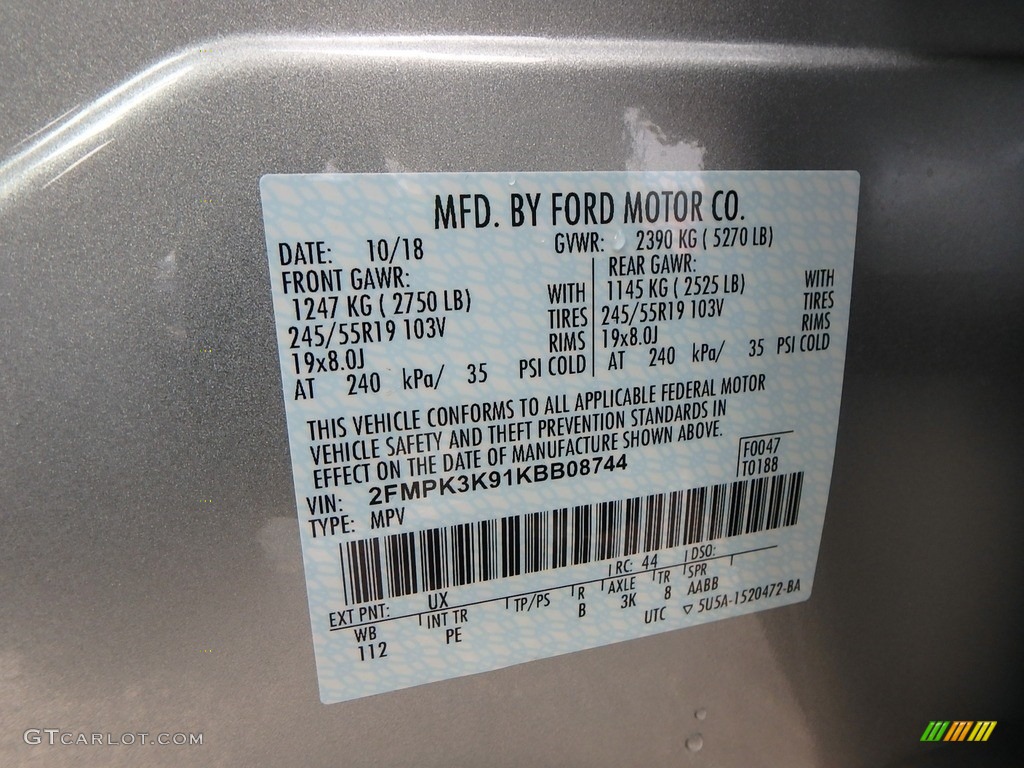 MFD. BY FORD MOTOR CO.
DATE: 10/18 GVWR: 2390 KG ( 5270 LB)
FRONT GAWR: REAR GAWR:
1247 KG ( 2750 LB) WITH 1145 KG ( 2525 LB) WITH
245/55R19 103V TIRES 245/55R19 103V TIRES
19x8.0J RIMS 19x8.0J RIMS
AT 240 kPa/ 35 PSI COLD AT 240 kPa/ 35 PSI COLD
THIS VEHICLE CONFORMS TO ALL APPLICABLE FEDERAL MOTOR
VEHICLE SAFETY AND THEFT PREVENTION STANDARDS IN
EFFECT ON THE DATE OF MANUFACTURE SHOWN ABOVE.
VIN: 2FMPK3K91KBB08744 F0047
TYPE: MPV T0188
EXT PNT: UX RC: 44 DSO:
WB INT TR TP/PS R AXLE TR SPR
112 PE B 3K 8 AABB
UTC ▽ 5U5A-1520472-BA
GTCARLOT.COM